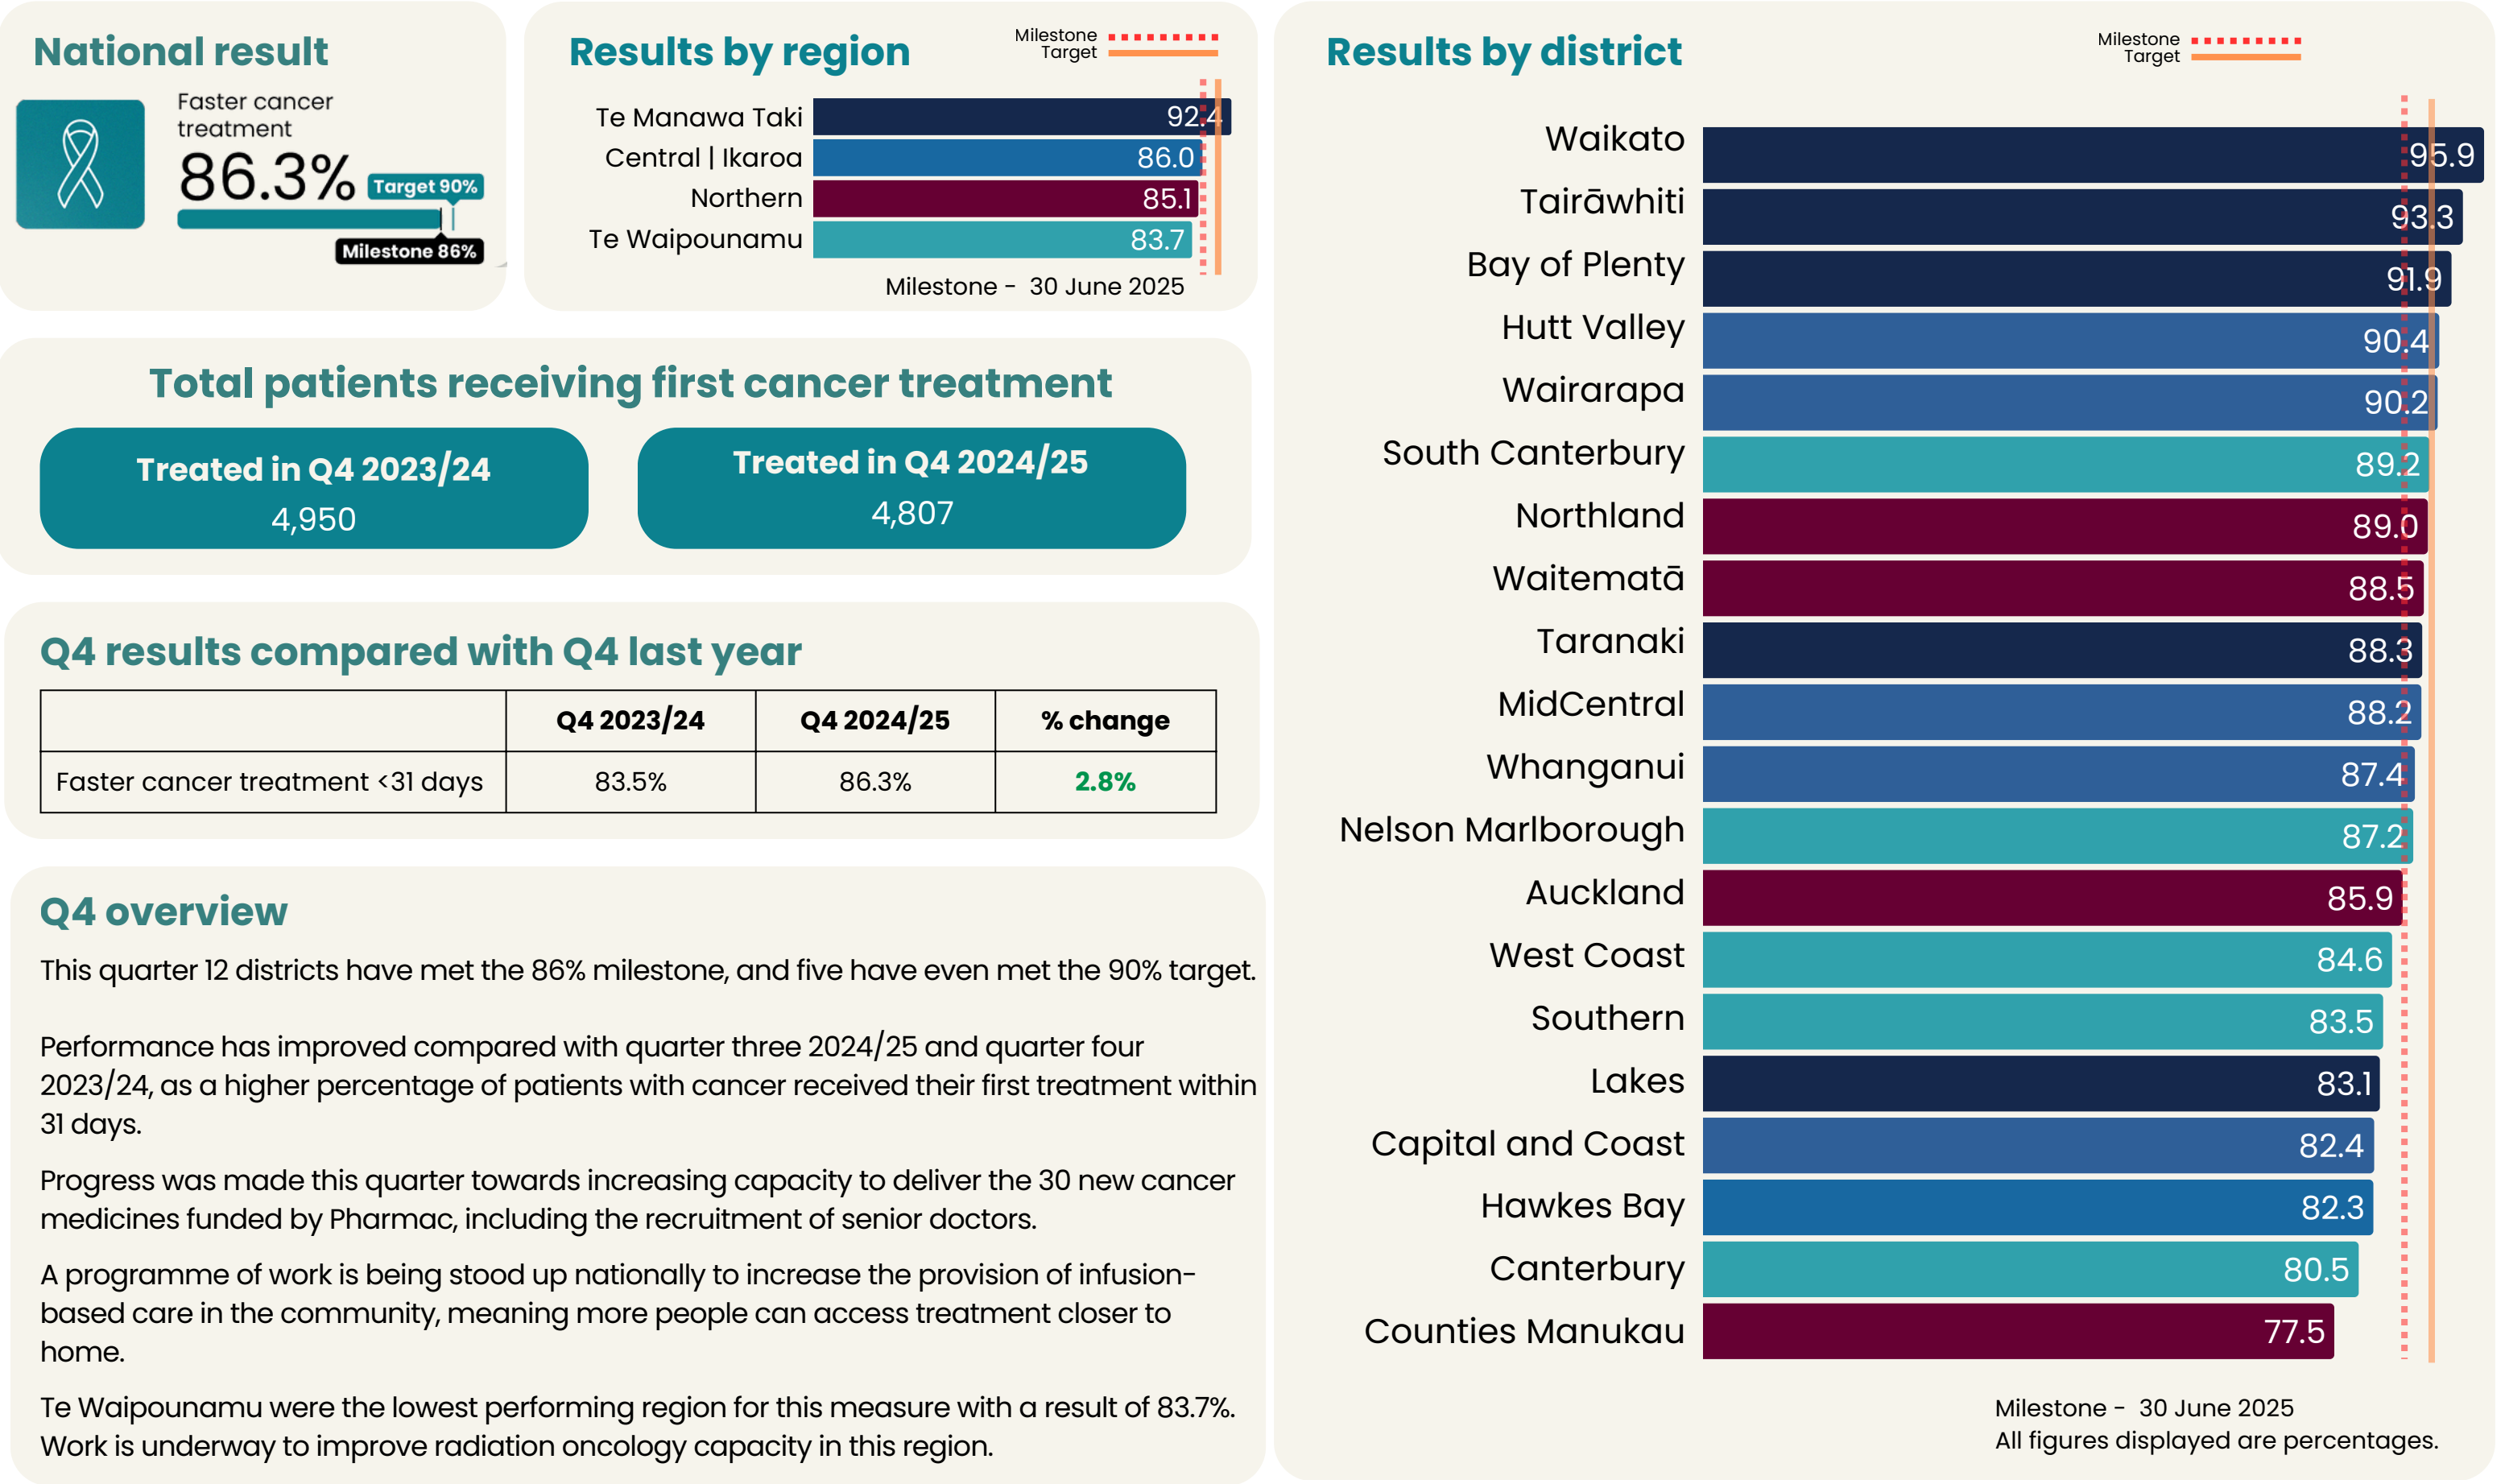 National result
Faster cancer
treatment
86.3%
Target 90%
Milestone 86%
Results by region
Milestone
Target
Te Manawa Taki 92.4
Central | Ikaroa 86.0
Northern 85.1
Te Waipounamu 83.7
Milestone - 30 June 2025
Total patients receiving first cancer treatment
Treated in Q4 2023/24
4,950
Treated in Q4 2024/25
4,807
Q4 results compared with Q4 last year
Q4 2023/24 Q4 2024/25 % change
Faster cancer treatment <31 days 83.5% 86.3% 2.8%
Q4 overview
This quarter 12 districts have met the 86% milestone, and five have even met the 90% target.
Performance has improved compared with quarter three 2024/25 and quarter four
2023/24, as a higher percentage of patients with cancer received their first treatment within
31 days.
Progress was made this quarter towards increasing capacity to deliver the 30 new cancer
medicines funded by Pharmac, including the recruitment of senior doctors.
A programme of work is being stood up nationally to increase the provision of infusion-
based care in the community, meaning more people can access treatment closer to
home.
Te Waipounamu were the lowest performing region for this measure with a result of 83.7%.
Work is underway to improve radiation oncology capacity in this region.
Results by district
Milestone
Target
Waikato 95.9
Tairāwhiti 93.3
Bay of Plenty 91.9
Hutt Valley 90.4
Wairarapa 90.2
South Canterbury 89.2
Northland 89.0
Waitematā 88.5
Taranaki 88.3
MidCentral 88.2
Whanganui 87.4
Nelson Marlborough 87.2
Auckland 85.9
West Coast 84.6
Southern 83.5
Lakes 83.1
Capital and Coast 82.4
Hawkes Bay 82.3
Canterbury 80.5
Counties Manukau 77.5
Milestone - 30 June 2025
All figures displayed are percentages.